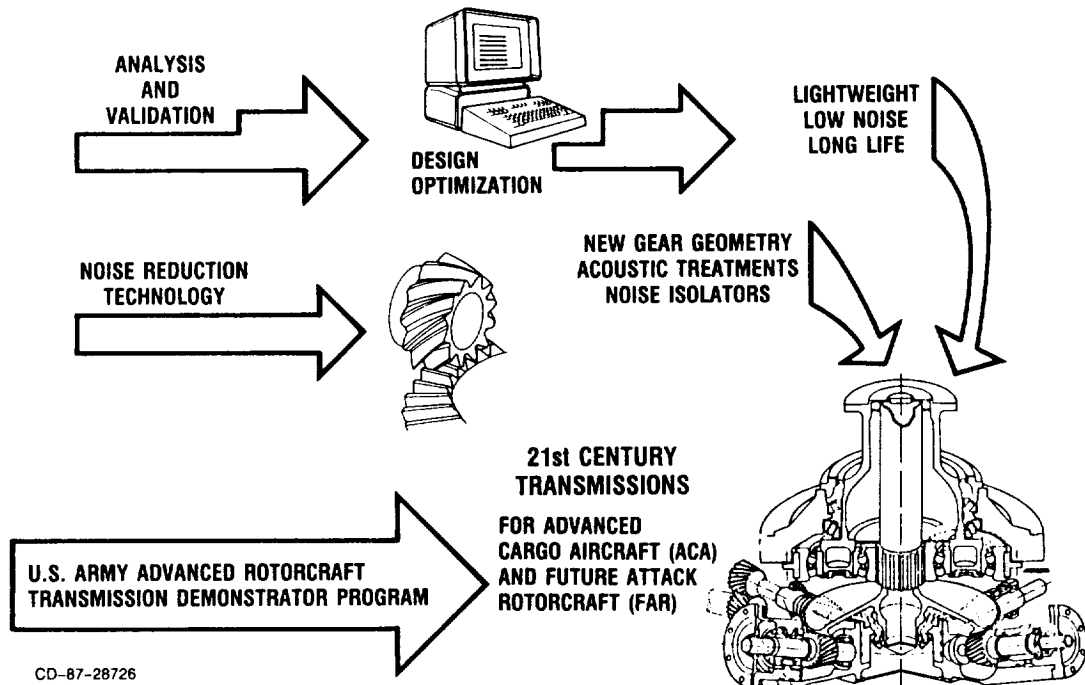 ANALYSIS
AND
VALIDATION
DESIGN
OPTIMIZATION
LIGHTWEIGHT
LOW NOISE
LONG LIFE
NOISE REDUCTION
TECHNOLOGY
NEW GEAR GEOMETRY
ACOUSTIC TREATMENTS
NOISE ISOLATORS
21st CENTURY
TRANSMISSIONS
FOR ADVANCED
CARGO AIRCRAFT (ACA)
AND FUTURE ATTACK
ROTORCRAFT (FAR)
U.S. ARMY ADVANCED ROTORCRAFT
TRANSMISSION DEMONSTRATOR PROGRAM
CD-87-28726